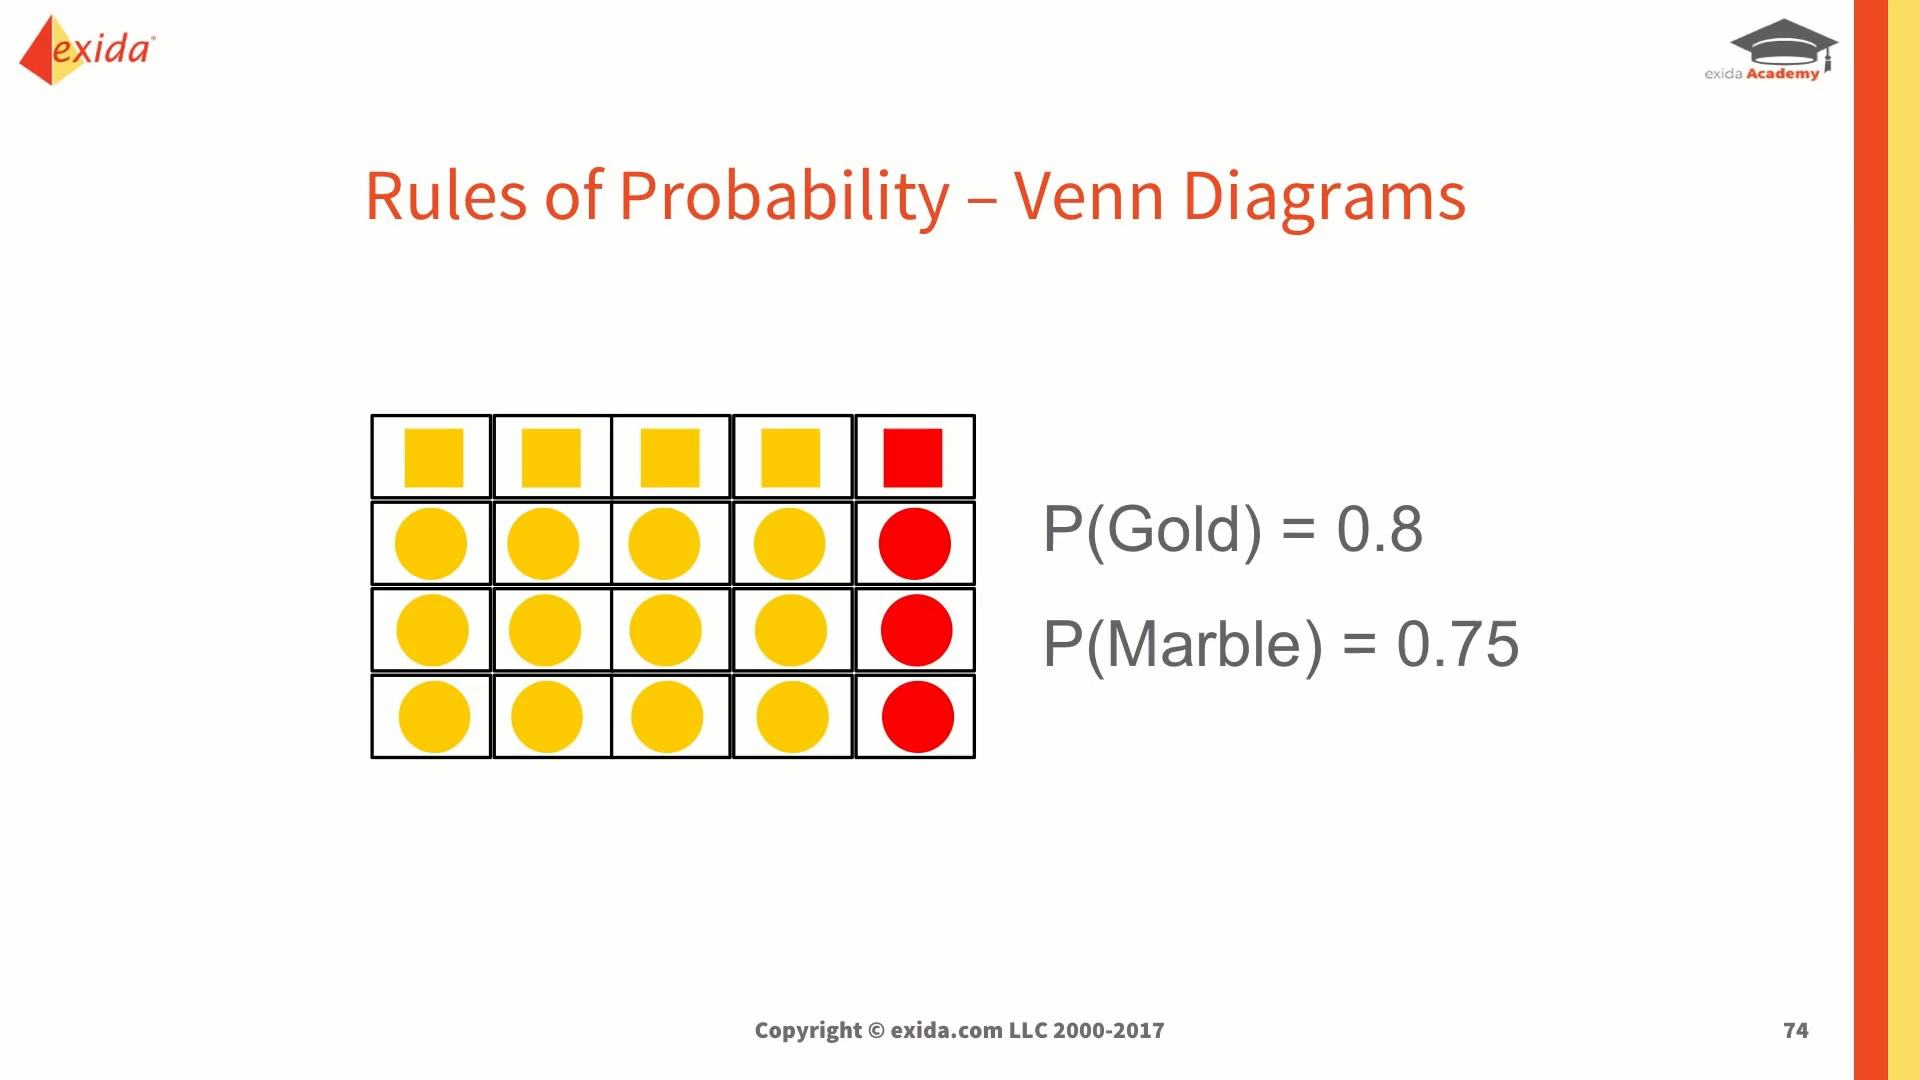 exida®
exida Academy
Rules of Probability – Venn Diagrams
P(Gold) = 0.8
P(Marble) = 0.75
Copyright © exida.com LLC 2000-2017
74